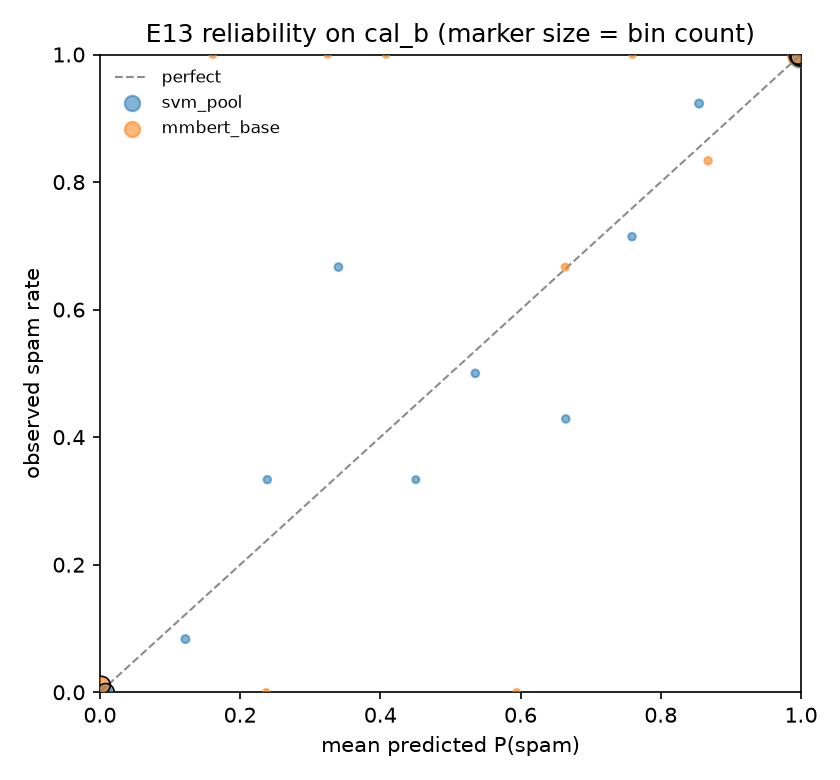 E13 reliability on cal_b (marker size = bin count)
perfect
svm_pool
mmbert_base
observed spam rate
1.0
0.8
0.6
0.4
0.2
0.0
0.0 0.2 0.4 0.6 0.8 1.0
mean predicted P(spam)